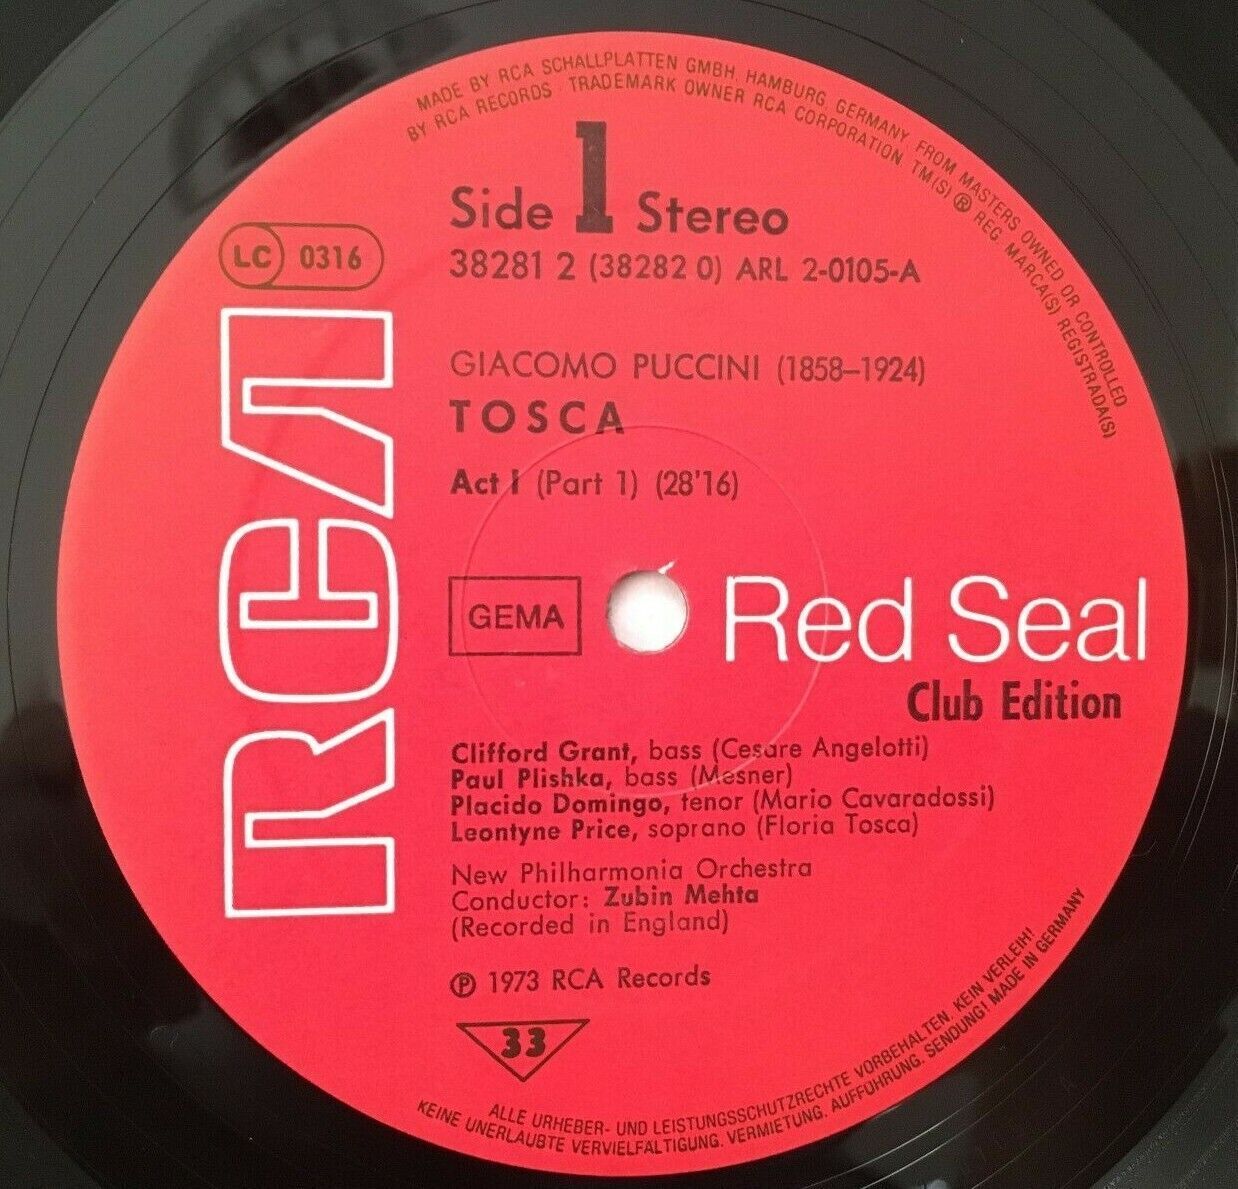 MADE BY RCA SCHALLPLATTEN GMBH, HAMBURG, GERMANY, FROM MASTERS OWNED OR CONTROLLED
BY RCA RECORDS · TRADEMARK OWNER RCA CORPORATION TM(S) ® REG. MARCA(S) REGISTRADA(S)
Side 1 Stereo
LC 0316
38281 2 (38282 0) ARL 2-0105-A
RCA
GIACOMO PUCCINI (1858–1924)
TOSCA
Act I (Part 1) (28'16)
GEMA
Red Seal
Club Edition
Clifford Grant, bass (Cesare Angelotti)
Paul Plishka, bass (Mesner)
Placido Domingo, tenor (Mario Cavaradossi)
Leontyne Price, soprano (Floria Tosca)
New Philharmonia Orchestra
Conductor: Zubin Mehta
(Recorded in England)
℗ 1973 RCA Records
33
ALLE URHEBER- UND LEISTUNGSSCHUTZRECHTE VORBEHALTEN. KEIN VERLEIH!
KEINE UNERLAUBTE VERVIELFÄLTIGUNG. VERMIETUNG. AUFFÜHRUNG. SENDUNG! MADE IN GERMANY